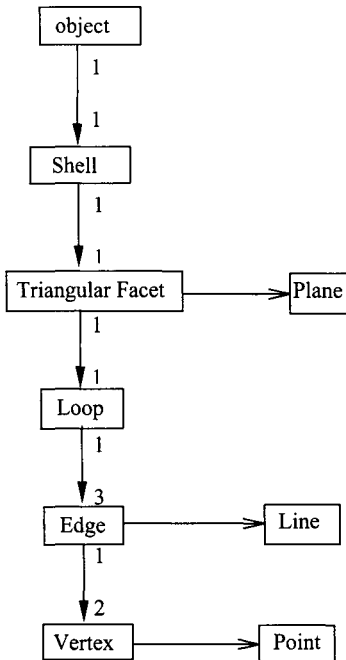 object
1
1
Shell
1
1
Triangular Facet Plane
1
1
Loop
1
3
Edge Line
1
2
Vertex Point